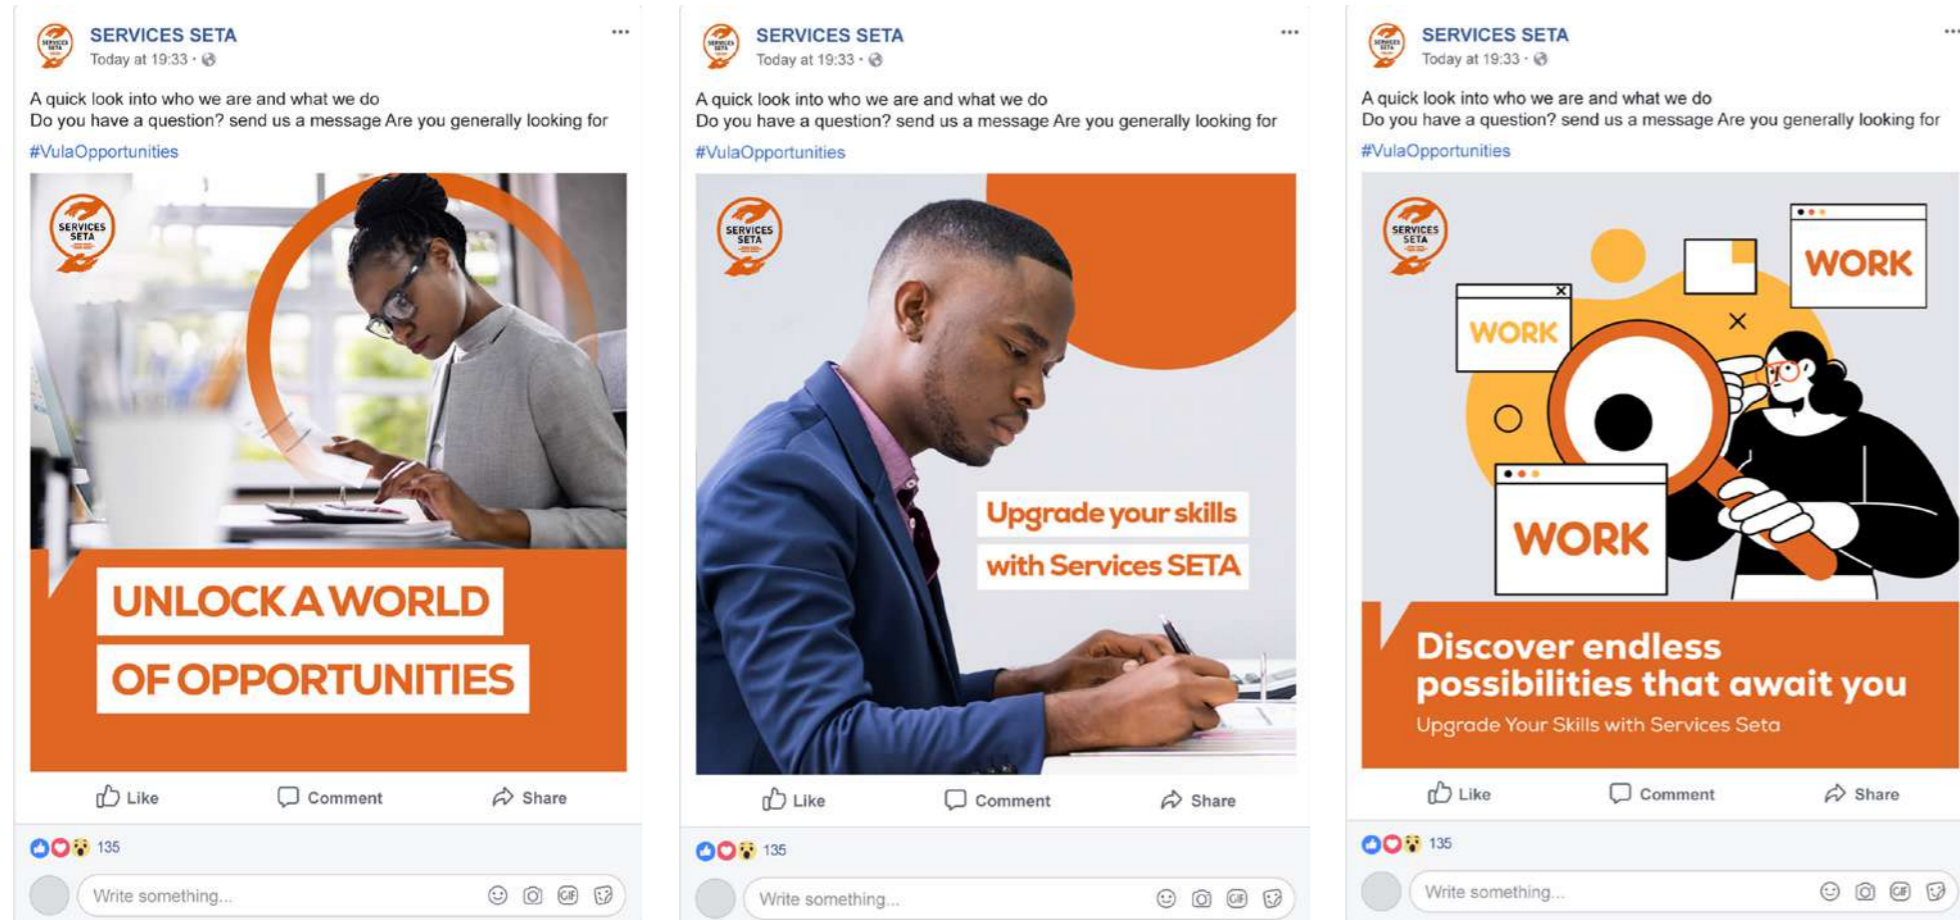 SERVICES SETA
Today at 19:33
A quick look into who we are and what we do
Do you have a question? send us a message Are you generally looking for
#VulaOpportunities
SERVICES
SETA
UNLOCK A WORLD
OF OPPORTUNITIES
Like Comment Share
135
Write something...
GIF
SERVICES SETA
Today at 19:33
A quick look into who we are and what we do
Do you have a question? send us a message Are you generally looking for
#VulaOpportunities
SERVICES
SETA
Upgrade your skills
with Services SETA
Like Comment Share
135
Write something...
GIF
SERVICES SETA
Today at 19:33
A quick look into who we are and what we do
Do you have a question? send us a message Are you generally looking for
#VulaOpportunities
SERVICES
SETA
WORK
WORK
WORK
Discover endless
possibilities that await you
Upgrade Your Skills with Services Seta
Like Comment Share
135
Write something...
GIF